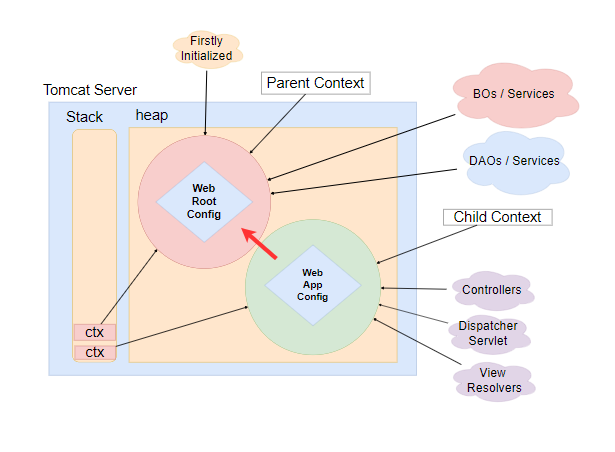 Firstly
Initialized
Parent Context
Tomcat Server
Stack
heap
BOs / Services
DAOs / Services
Web
Root
Config
Child Context
Web
App
Config
Controllers
Dispatcher
Servlet
ctx
ctx
View
Resolvers